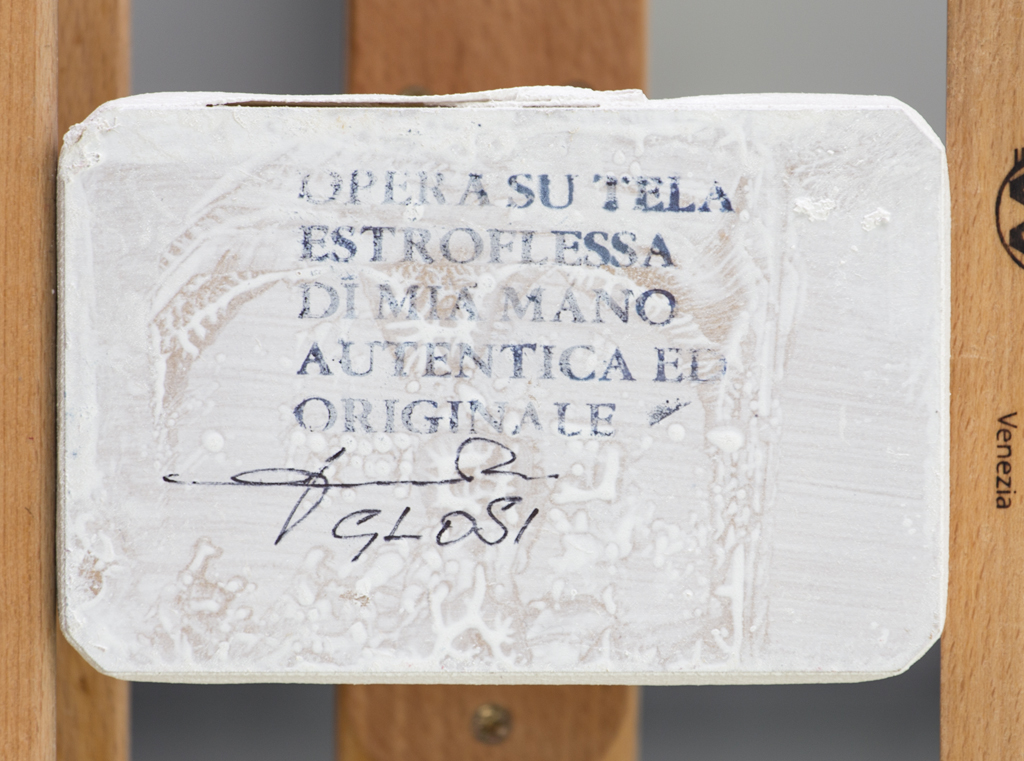 OPERA SU TELA
ESTROFLESSA
DI MIA MANO
AUTENTICA ED
ORIGINALE
GLOSI
Venezia